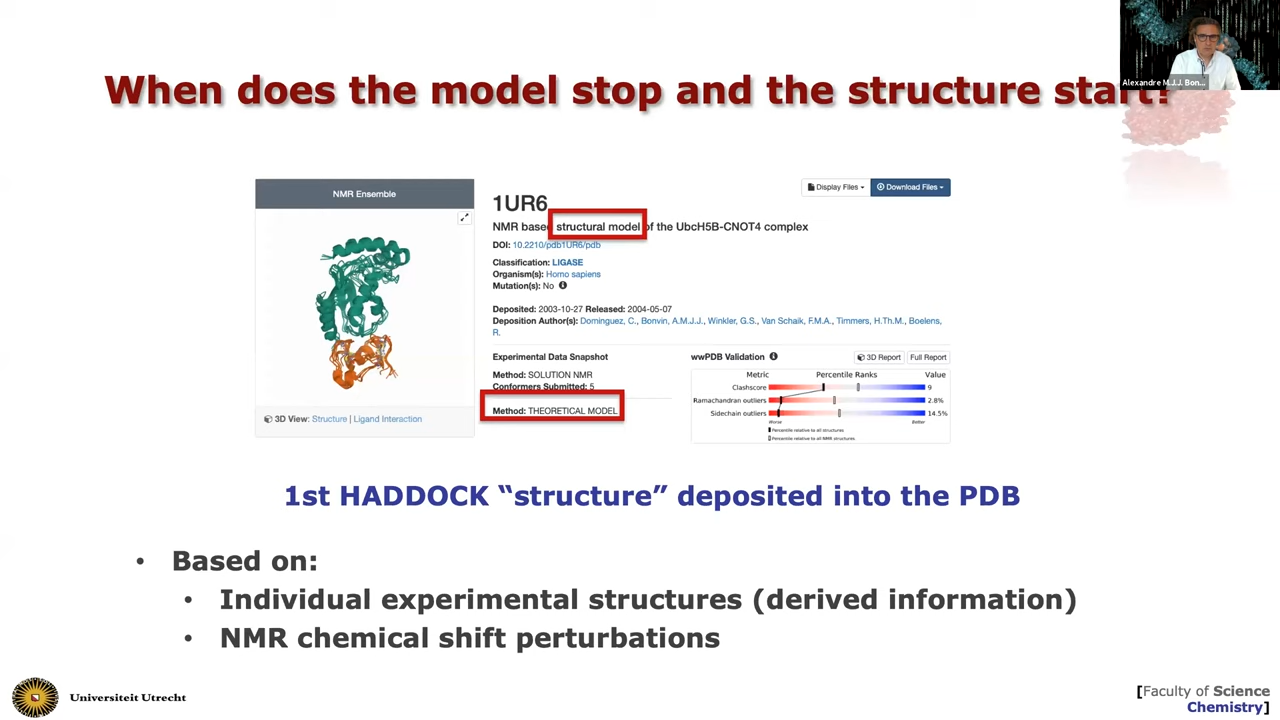 When does the model stop and the structure start?
Alexandre M.J.J. Bon...
NMR Ensemble
3D View: Structure | Ligand Interaction
Display Files
Download Files
1UR6
NMR based structural model of the UbcH5B-CNOT4 complex
DOI: 10.2210/pdb1UR6/pdb
Classification: LIGASE
Organism(s): Homo sapiens
Mutation(s): No
Deposited: 2003-10-27 Released: 2004-05-07
Deposition Author(s): Dominguez, C., Bonvin, A.M.J.J., Winkler, G.S., Van Schaik, F.M.A., Timmers, H.Th.M., Boelens,
R.
Experimental Data Snapshot
Method: SOLUTION NMR
Conformers Submitted: 5
Method: THEORETICAL MODEL
wwPDB Validation
3D Report
Full Report
Metric Percentile Ranks Value
Clashscore 9
Ramachandran outliers 2.8%
Sidechain outliers 14.5%
Worse Better
Percentile relative to all structures
Percentile relative to all NMR structures
1st HADDOCK “structure” deposited into the PDB
• Based on:
• Individual experimental structures (derived information)
• NMR chemical shift perturbations
Universiteit Utrecht
[Faculty of Science
Chemistry]